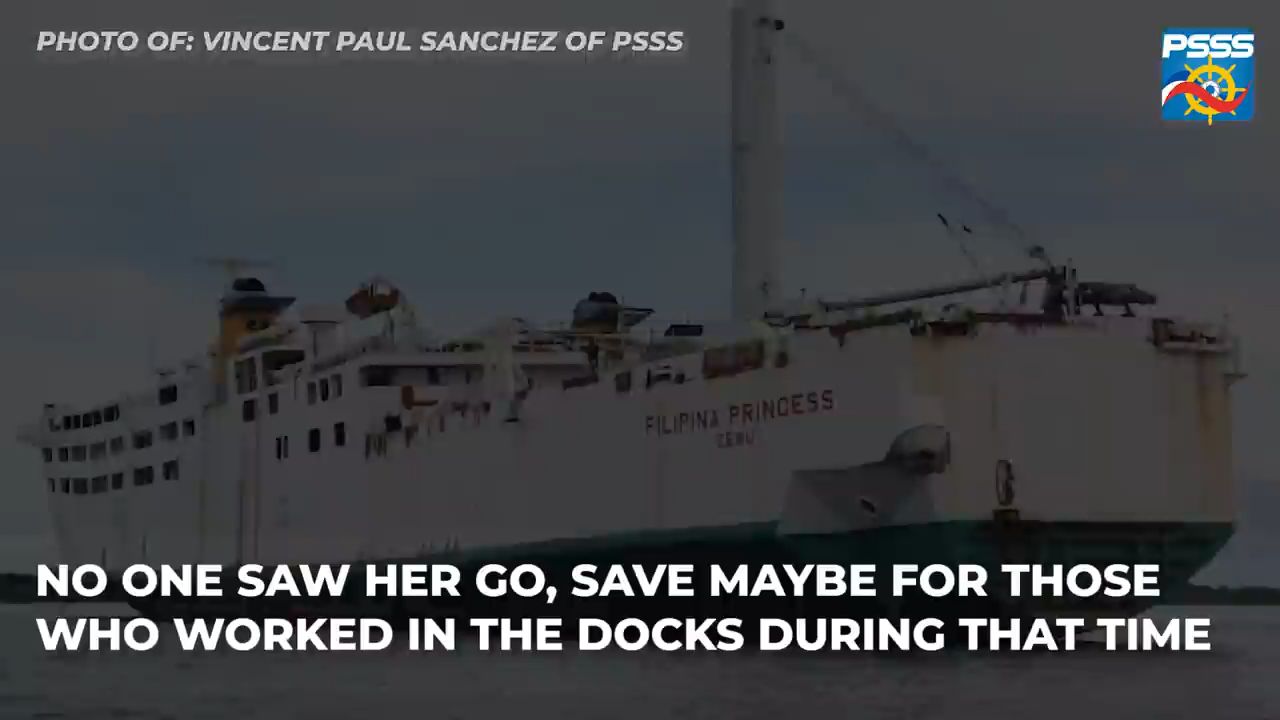 PHOTO OF: VINCENT PAUL SANCHEZ OF PSSS
PSSS
FILIPINA PRINCESS
CEBU
NO ONE SAW HER GO, SAVE MAYBE FOR THOSE
WHO WORKED IN THE DOCKS DURING THAT TIME